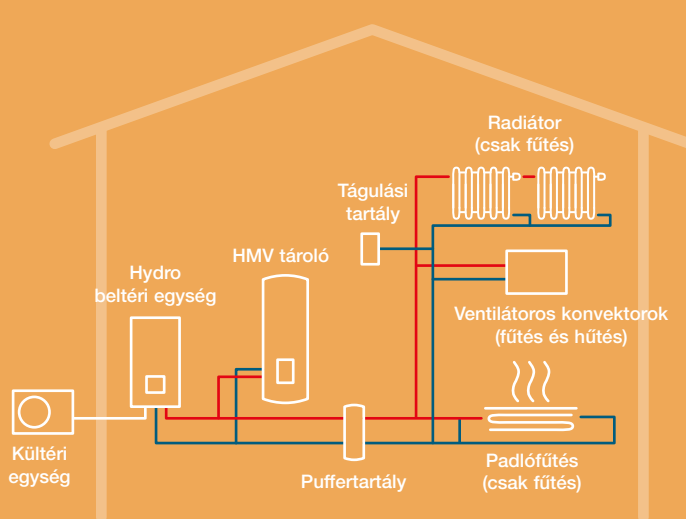 Radiátor
(csak fűtés)
Tágulási
tartály
HMV tároló
Hydro
beltéri egység
Ventilátoros konvektorok
(fűtés és hűtés)
Kültéri
egység
Puffertartály
Padlófűtés
(csak fűtés)